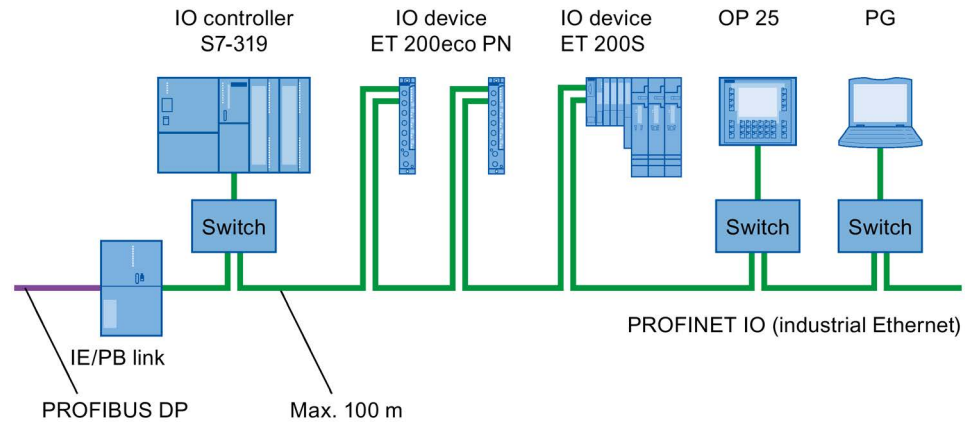 IO controller
S7-319
IO device
ET 200eco PN
IO device
ET 200S
OP 25
PG
Switch
Switch
Switch
PROFINET IO (industrial Ethernet)
IE/PB link
PROFIBUS DP
Max. 100 m